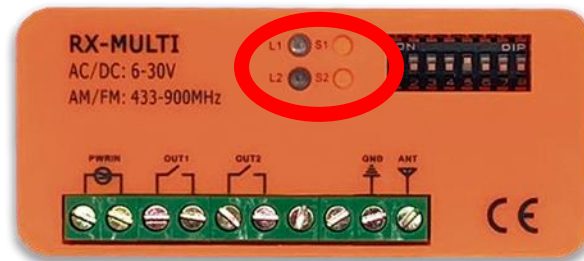 RX-MULTI
AC/DC: 6-30V
AM/FM: 433-900MHz
L1 S1
L2 S2
ON DIP
PWRIN OUT1 OUT2 GND ANT
CE